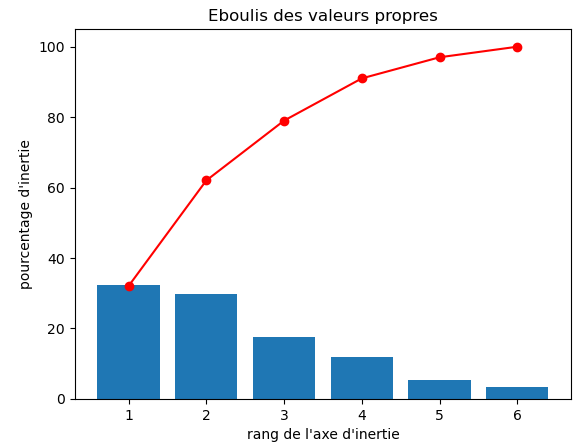 Eboulis des valeurs propres
100
80
60
40
20
0
pourcentage d'inertie
1 2 3 4 5 6
rang de l'axe d'inertie